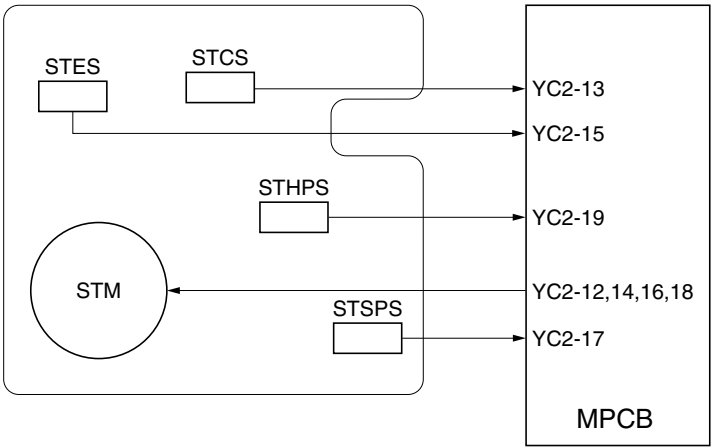 STCS
STES
YC2-13
YC2-15
STHPS
YC2-19
STM
YC2-12,14,16,18
STSPS
YC2-17
MPCB